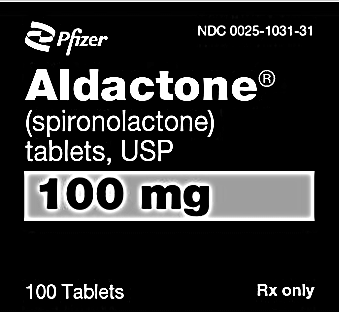 Pfizer
NDC 0025-1031-31
Aldactone®
(spironolactone)
tablets, USP
100 mg
100 Tablets
Rx only